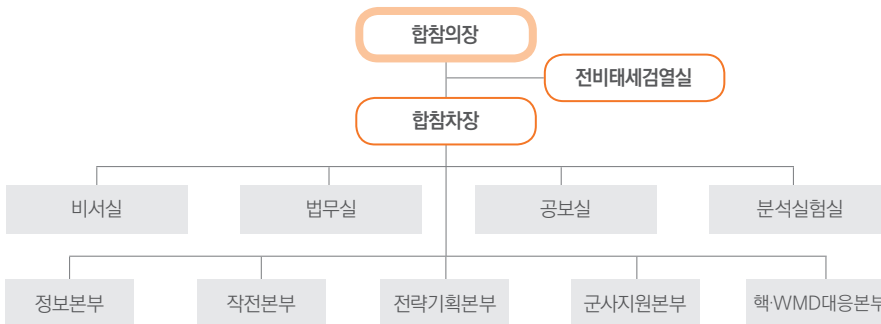 합참의장
전비태세검열실
합참차장
비서실
법무실
공보실
분석실험실
정보본부
작전본부
전략기획본부
군사지원본부
핵·WMD대응본부